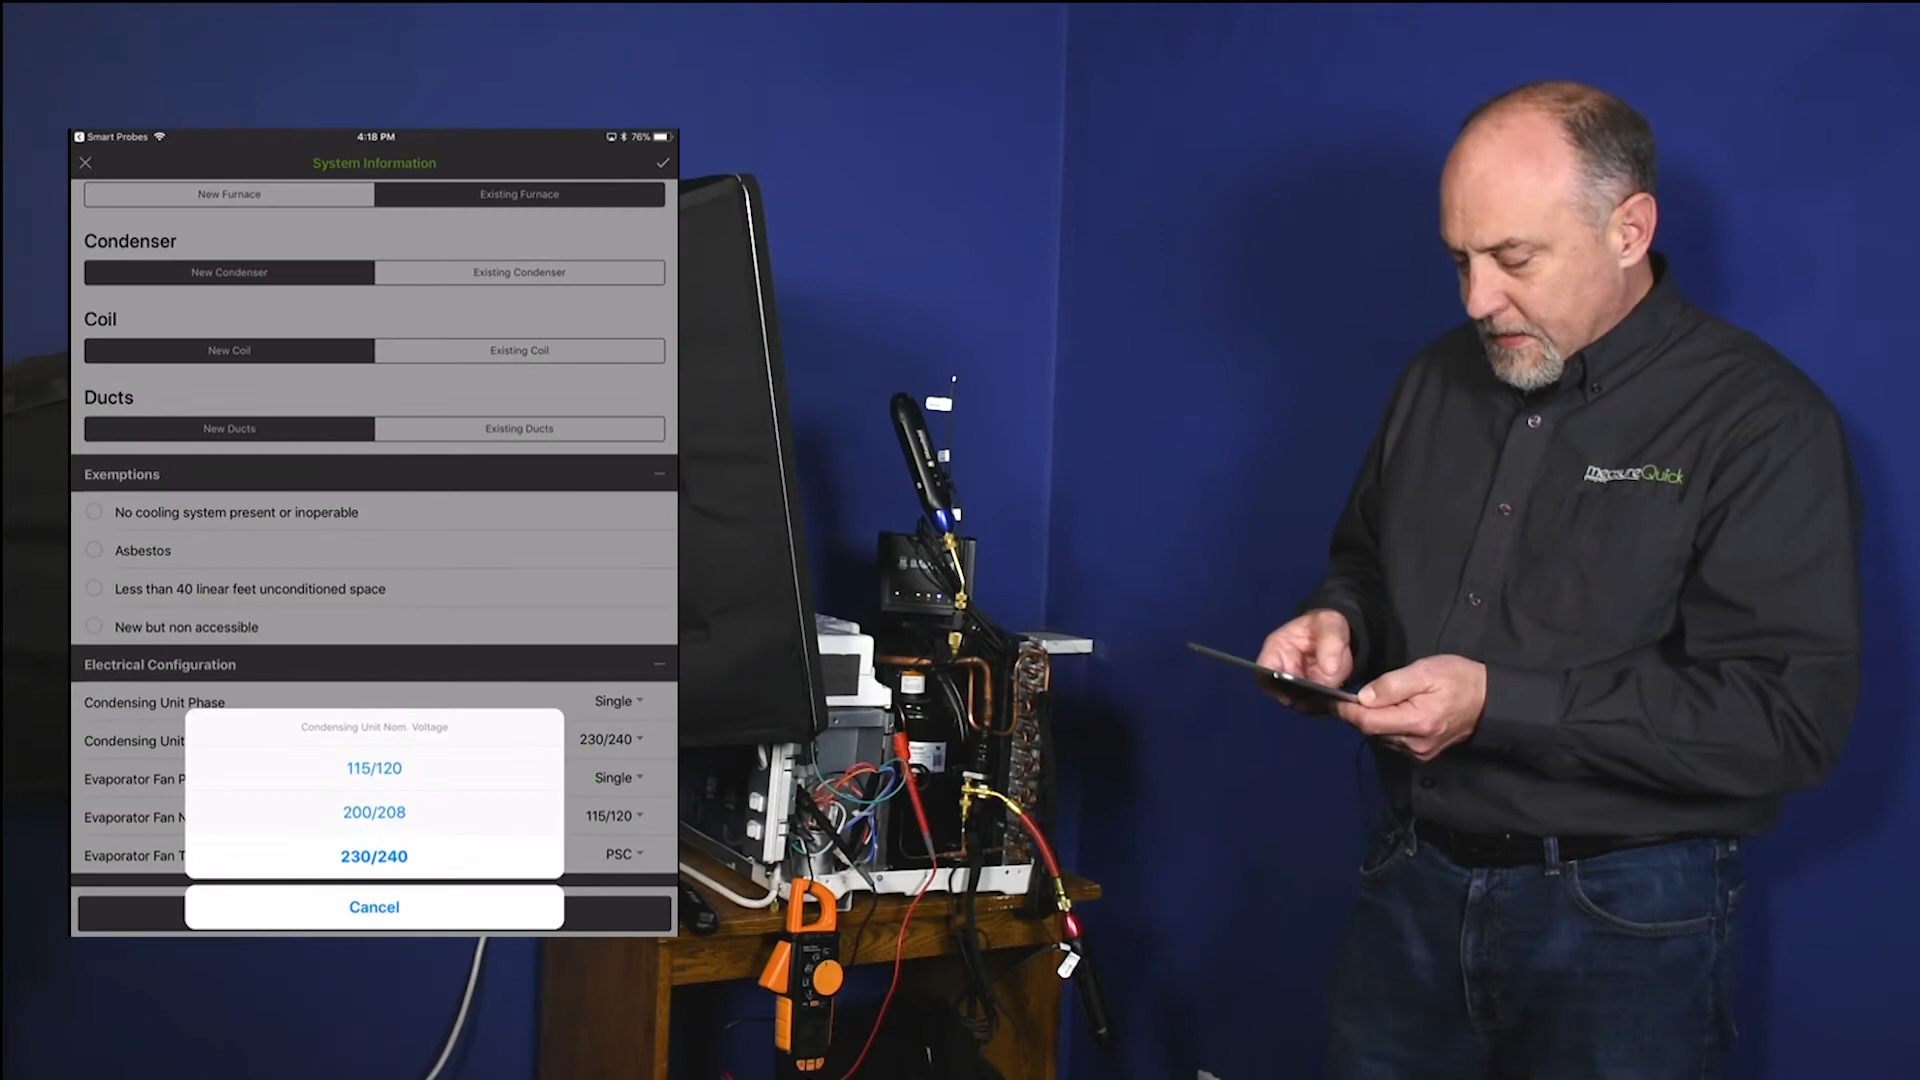 Smart Probes
4:18 PM
76%
System Information
New Furnace
Existing Furnace
Condenser
New Condenser
Existing Condenser
Coil
New Coil
Existing Coil
Ducts
New Ducts
Existing Ducts
Exemptions
No cooling system present or inoperable
Asbestos
Less than 40 linear feet unconditioned space
New but non accessible
Electrical Configuration
Condensing Unit Phase
Single
Condensing Unit
230/240
Evaporator Fan P
Single
Evaporator Fan N
115/120
Evaporator Fan T
PSC
Condensing Unit Nom. Voltage
115/120
200/208
230/240
Cancel
measureQuick